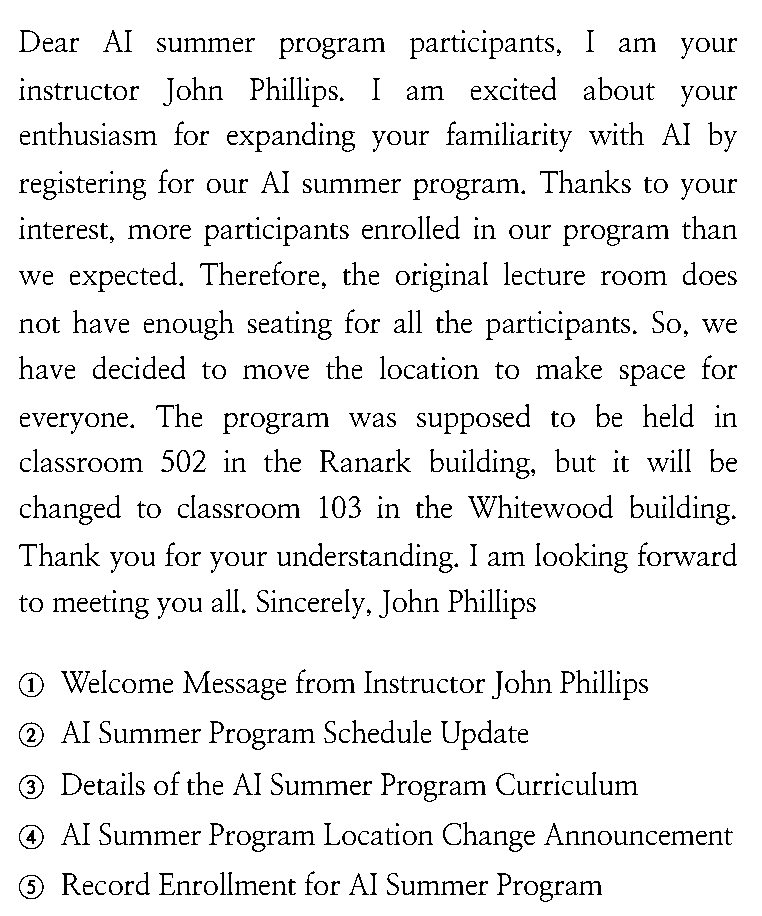 Dear AI summer program participants, I am your
instructor John Phillips. I am excited about your
enthusiasm for expanding your familiarity with AI by
registering for our AI summer program. Thanks to your
interest, more participants enrolled in our program than
we expected. Therefore, the original lecture room does
not have enough seating for all the participants. So, we
have decided to move the location to make space for
everyone. The program was supposed to be held in
classroom 502 in the Ranark building, but it will be
changed to classroom 103 in the Whitewood building.
Thank you for your understanding. I am looking forward
to meeting you all. Sincerely, John Phillips
① Welcome Message from Instructor John Phillips
② AI Summer Program Schedule Update
③ Details of the AI Summer Program Curriculum
④ AI Summer Program Location Change Announcement
⑤ Record Enrollment for AI Summer Program